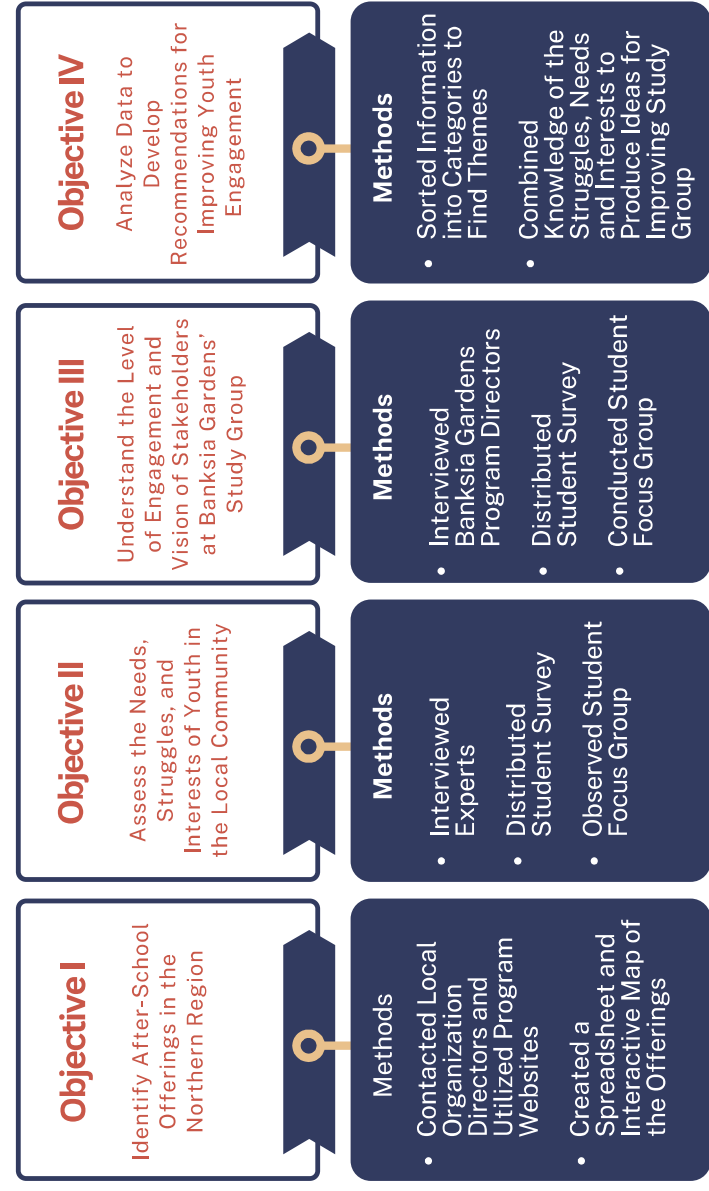 Objective I
Identify After-School
Offerings in the
Northern Region
Methods
• Contacted Local
Organization
Directors and
Utilized Program
Websites
• Created a
Spreadsheet and
Interactive Map of
the Offerings
Objective II
Assess the Needs,
Struggles, and
Interests of Youth in
the Local Community
Methods
• Interviewed
Experts
• Distributed
Student Survey
• Observed Student
Focus Group
Objective III
Understand the Level
of Engagement and
Vision of Stakeholders
at Banksia Gardens’
Study Group
Methods
• Interviewed
Banksia Gardens
Program Directors
• Distributed
Student Survey
• Conducted Student
Focus Group
Objective IV
Analyze Data to
Develop
Recommendations for
Improving Youth
Engagement
Methods
• Sorted Information
into Categories to
Find Themes
• Combined
Knowledge of the
Struggles, Needs
and Interests to
Produce Ideas for
Improving Study
Group